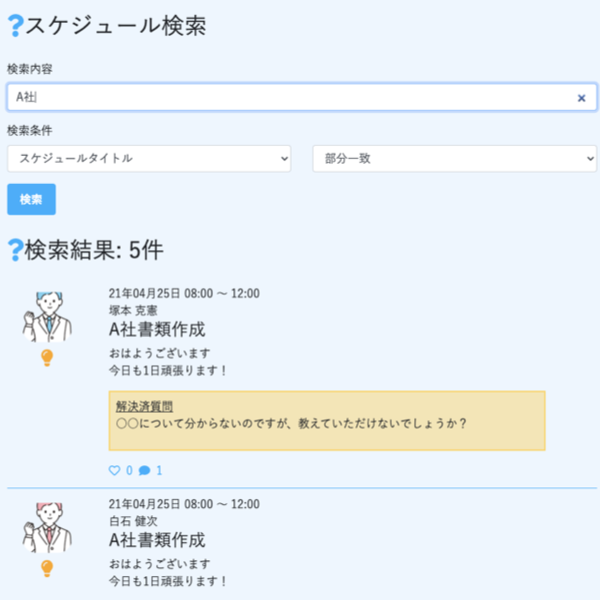 スケジュール検索
検索内容
A社
検索条件
スケジュールタイトル
部分一致
検索
検索結果: 5件
21年04月25日 08:00 ～ 12:00
塚本 克憲
A社書類作成
おはようございます
今日も1日頑張ります！
解決済質問
○○について分からないのですが、教えていただけないでしょうか？
0 1
21年04月25日 08:00 ～ 12:00
白石 健次
A社書類作成
おはようございます
今日も1日頑張ります！